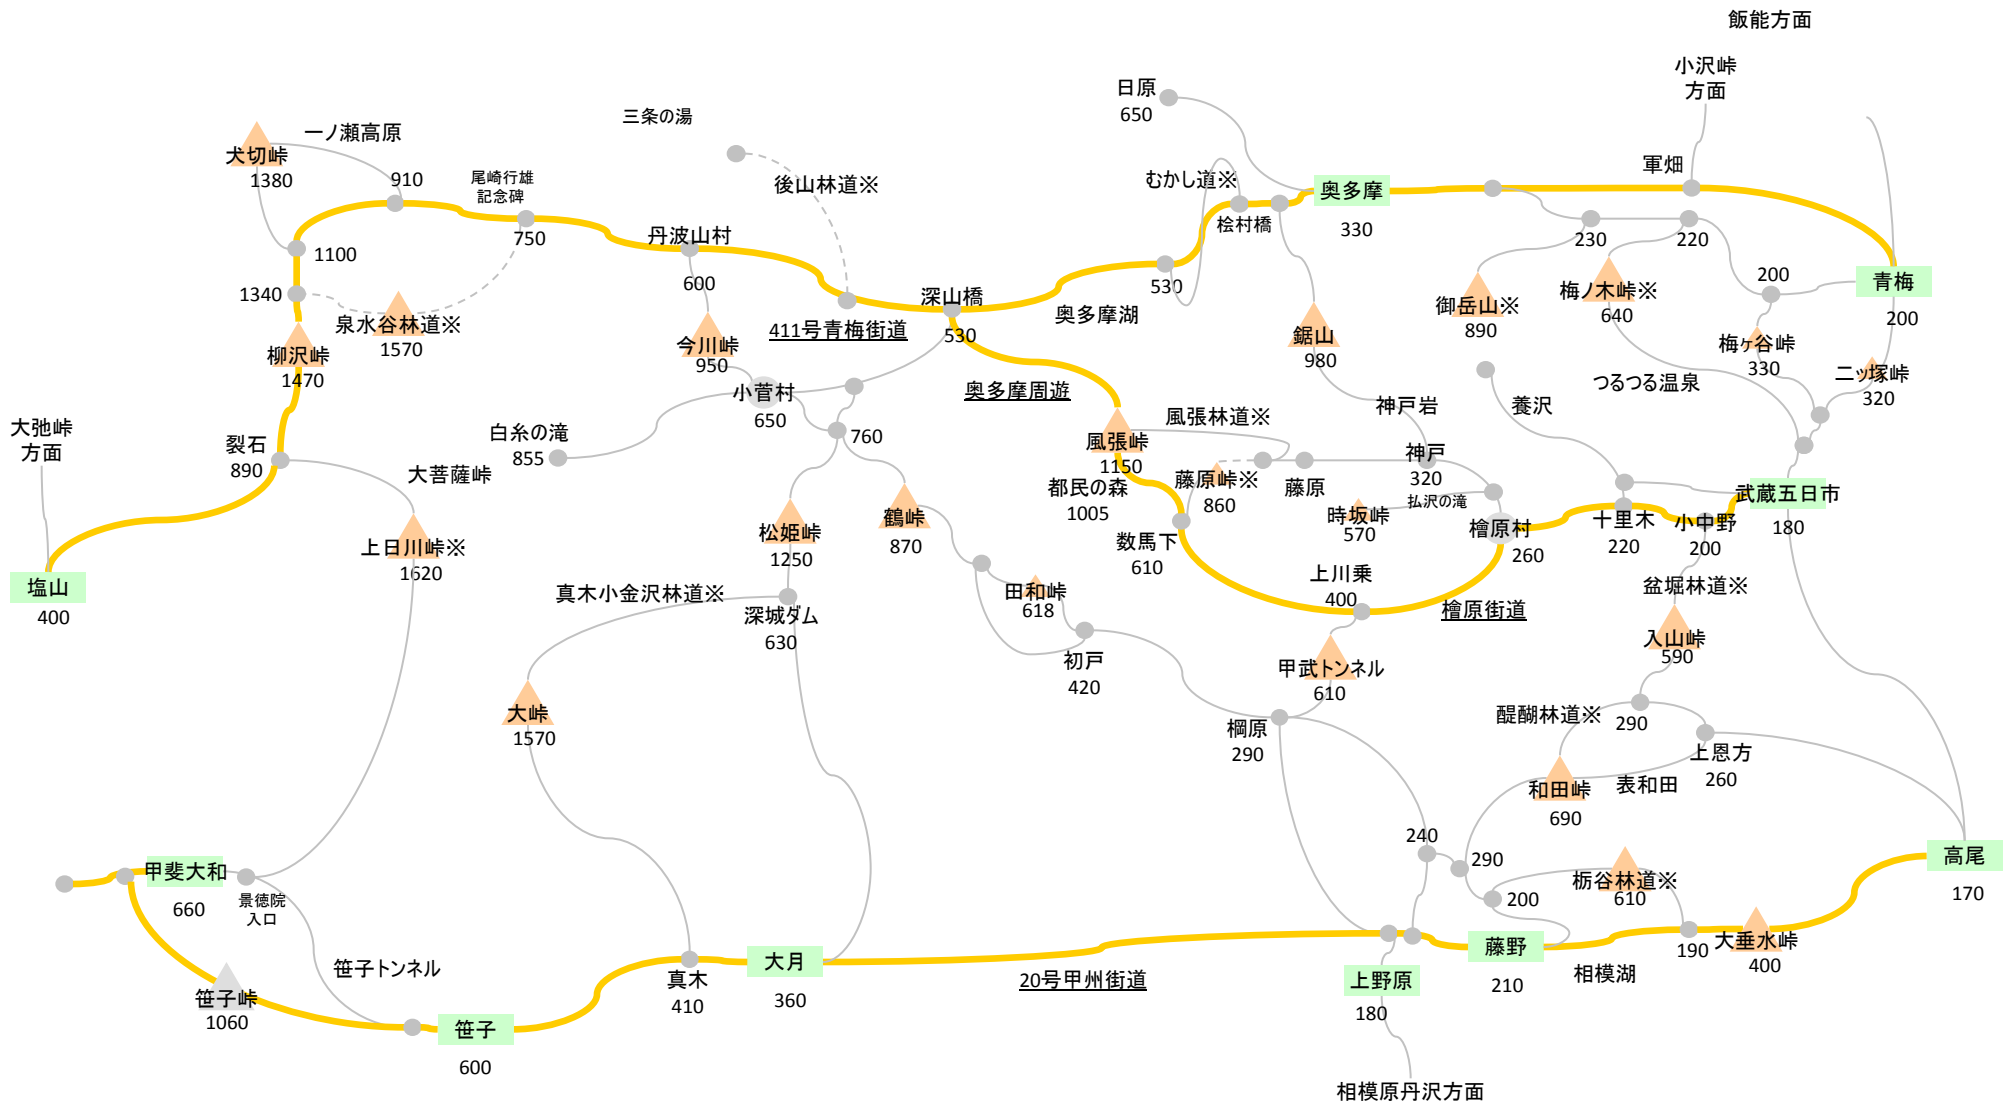 飯能方面
小沢峠
方面
日原
650
三条の湯
一ノ瀬高原
犬切峠
1380
910
尾崎行雄
記念碑
750
後山林道※
むかし道※
奥多摩
330
軍畑
桧村橋
丹波山村
600
230
220
1100
1340
泉水谷林道※
1570
柳沢峠
1470
411号青梅街道
深山橋
530
奥多摩湖
530
200
青梅
200
御岳山※
890
梅ノ木峠※
640
鋸山
980
梅ヶ谷峠
330
二ッ塚峠
320
今川峠
950
小菅村
650
奥多摩周遊
つるつる温泉
養沢
神戸岩
風張林道※
大弛峠
方面
裂石
890
大菩薩峠
白糸の滝
855
760
風張峠
1150
都民の森
1005
藤原峠※
860
藤原
神戸
320
払沢の滝
時坂峠
570
檜原村
260
十里木
220
小中野
200
武蔵五日市
180
上日川峠※
1620
松姫峠
1250
鶴峠
870
数馬下
610
上川乗
400
檜原街道
盆堀林道※
入山峠
590
塩山
400
真木小金沢林道※
深城ダム
630
田和峠
618
初戸
420
甲武トンネル
610
大峠
1570
棡原
290
醍醐林道※
290
上恩方
260
和田峠
690
表和田
240
290
栃谷林道※
610
200
高尾
170
甲斐大和
660
景徳院
入口
笹子トンネル
笹子峠
1060
笹子
600
真木
410
大月
360
20号甲州街道
上野原
180
藤野
210
相模湖
190
大垂水峠
400
相模原丹沢方面